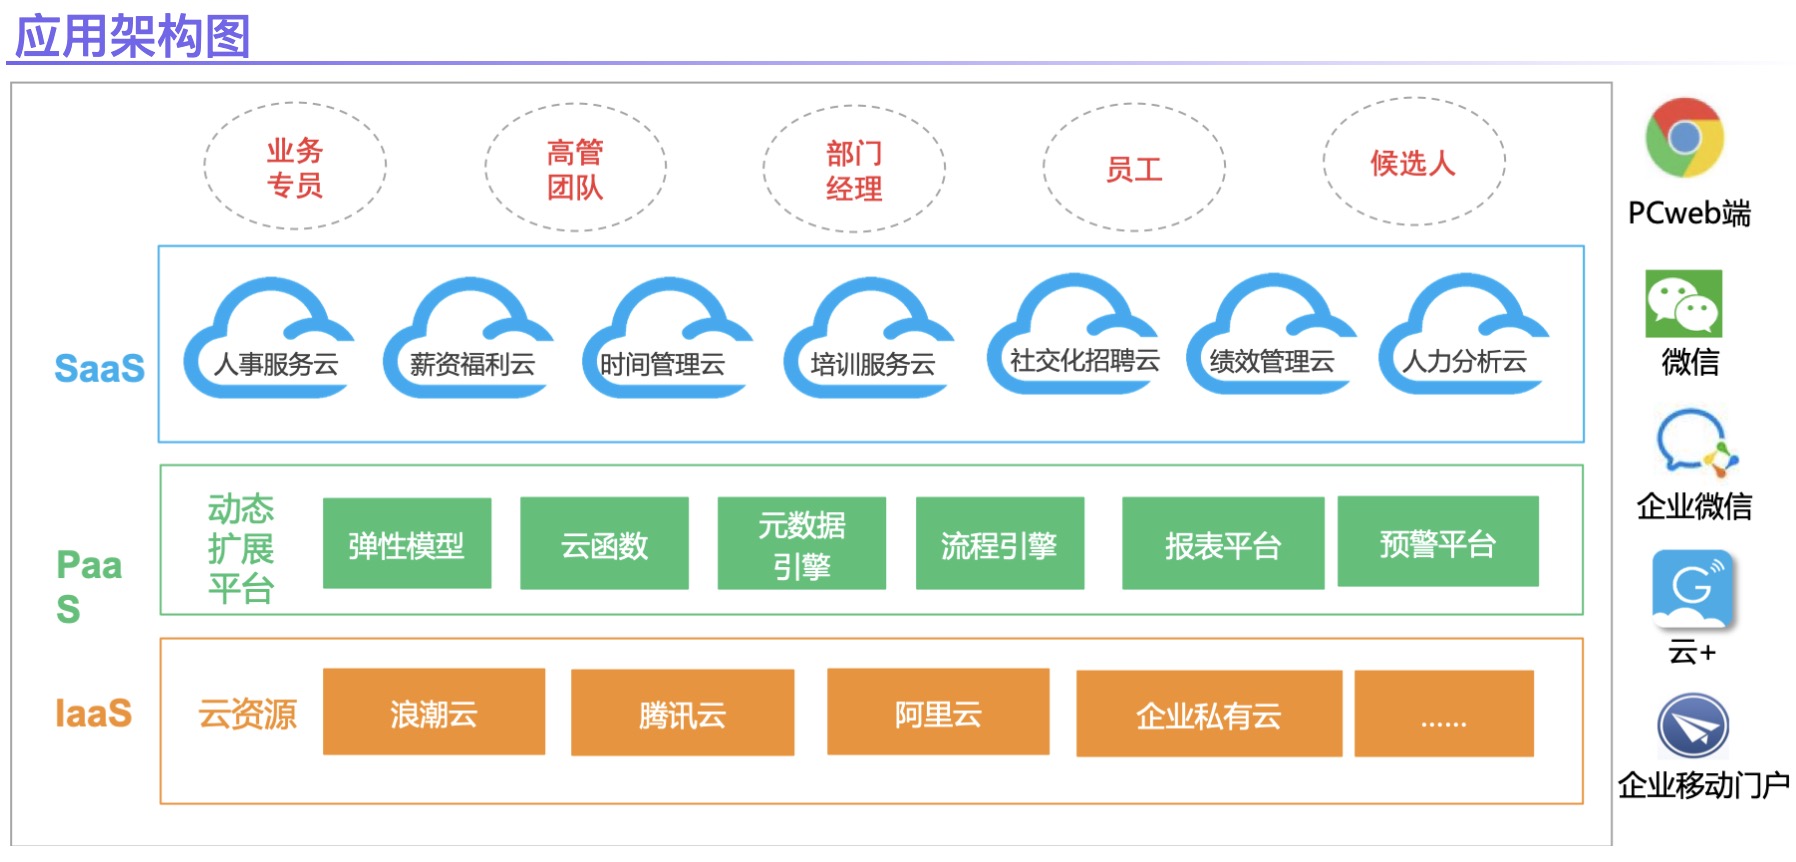 应用架构图
业务
专员
高管
团队
部门
经理
员工
候选人
PCweb端
微信
企业微信
云+
企业移动门户
SaaS
人事服务云
薪资福利云
时间管理云
培训服务云
社交化招聘云
绩效管理云
人力分析云
Paa
S
动态
扩展
平台
弹性模型
云函数
元数据
引擎
流程引擎
报表平台
预警平台
IaaS
云资源
浪潮云
腾讯云
阿里云
企业私有云
......